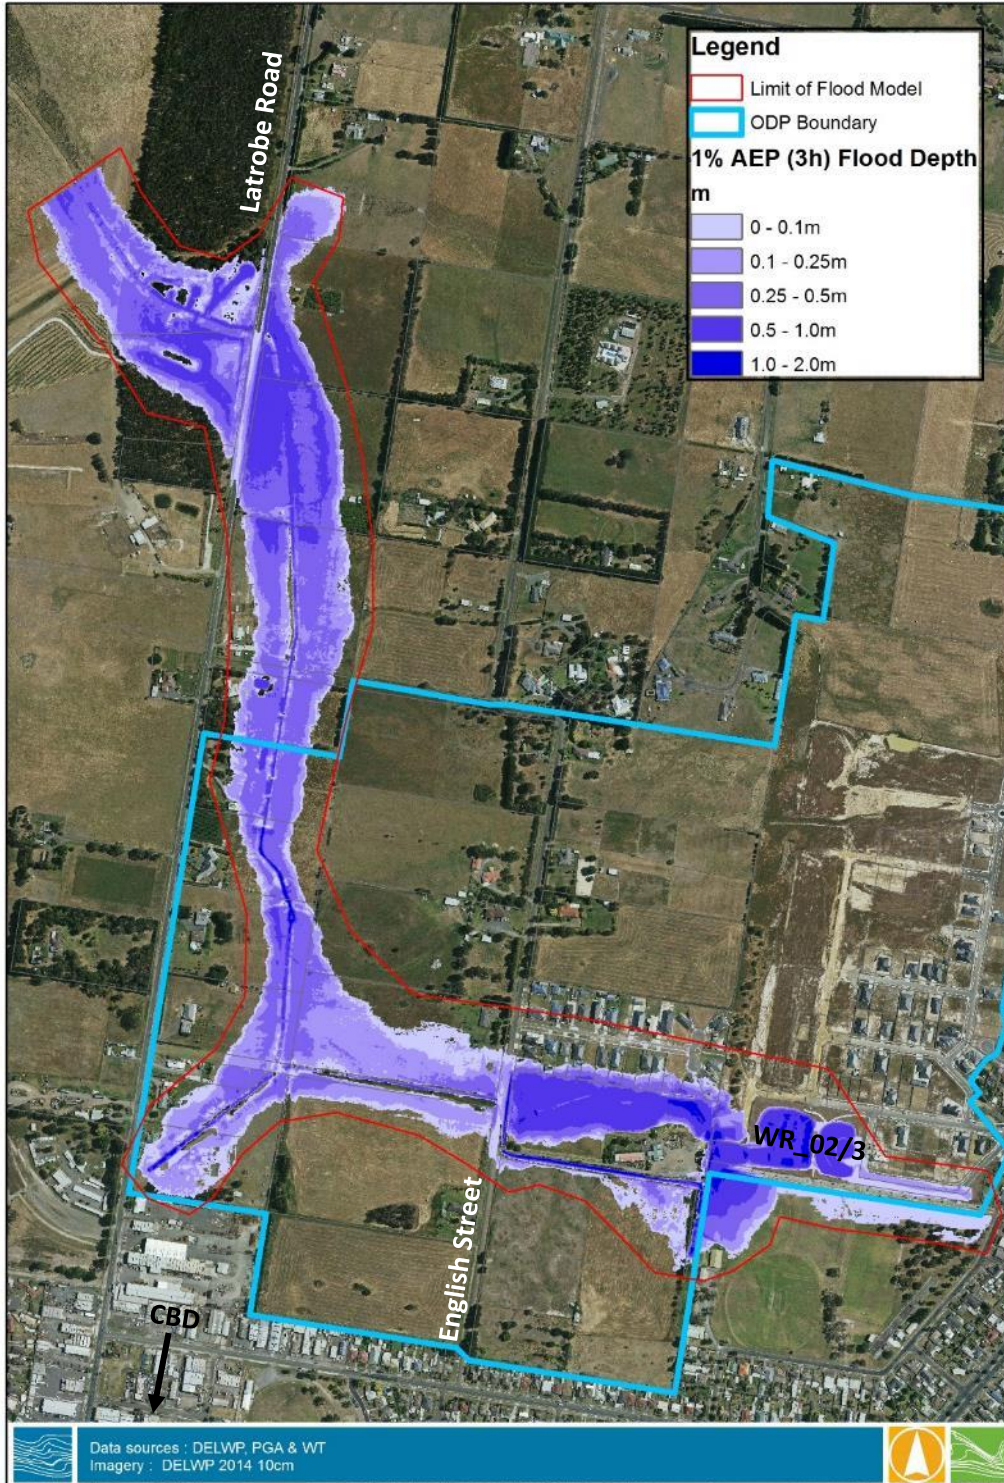 Legend
Limit of Flood Model
ODP Boundary
1% AEP (3h) Flood Depth
m
0 - 0.1m
0.1 - 0.25m
0.25 - 0.5m
0.5 - 1.0m
1.0 - 2.0m
Latrobe Road
WR_02/3
English Street
CBD
Data sources : DELWP, PGA & WT
Imagery : DELWP 2014 10cm